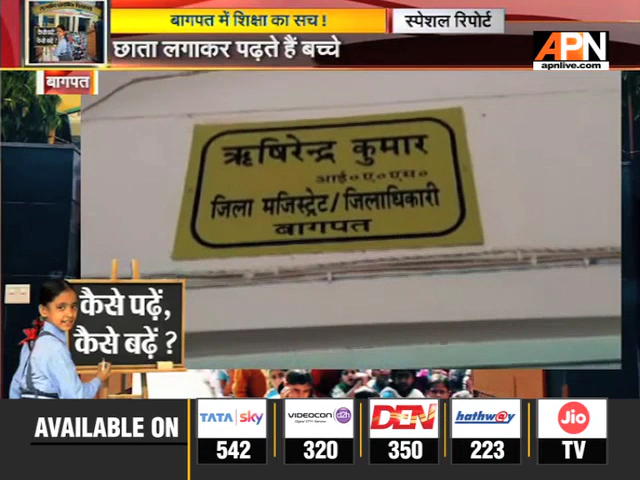 बागपत में शिक्षा का सच !
स्पेशल रिपोर्ट
छाता लगाकर पढ़ते हैं बच्चे
APN
apnlive.com
बागपत
ऋषिरेन्द्र कुमार
आई०ए०एस०
जिला मजिस्ट्रेट/जिलाधिकारी
बागपत
कैसे पढ़ें,
कैसे बढ़ें ?
AVAILABLE ON
TATA SKY
542
VIDEOCON d2h
320
DEN
350
hathw@y
223
Jio
TV